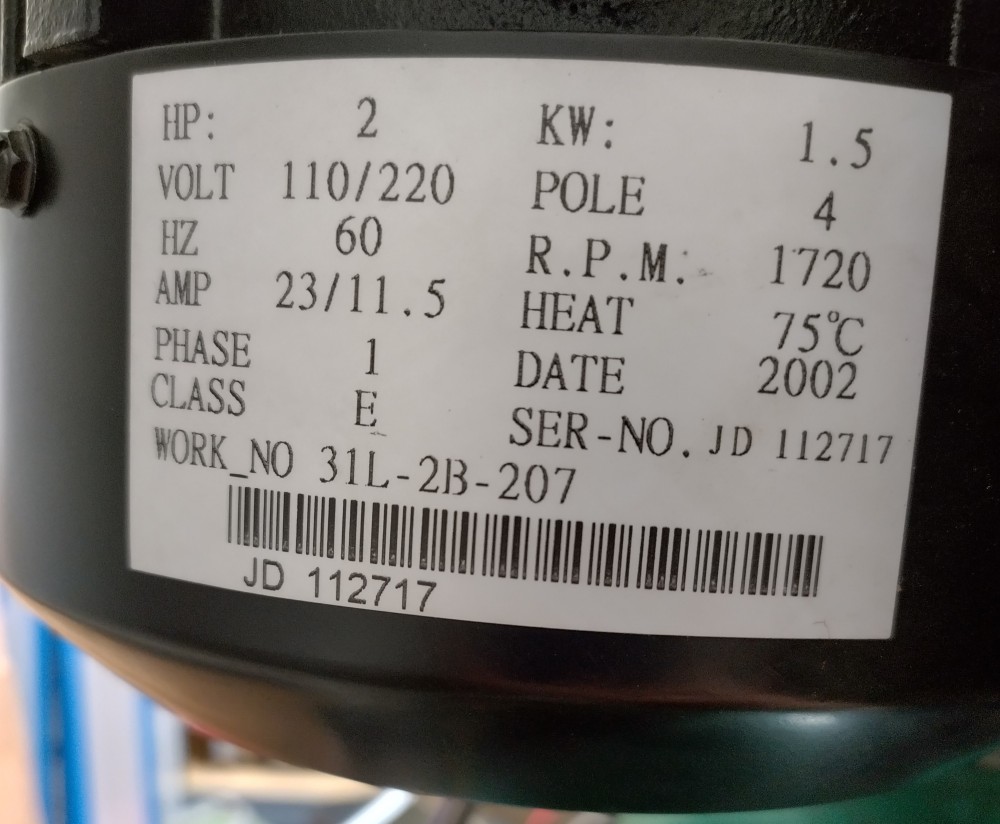 HP: 2 KW: 1.5
VOLT 110/220 POLE 4
HZ 60 R.P.M: 1720
AMP 23/11.5 HEAT 75℃
PHASE 1 DATE 2002
CLASS E SER-NO. JD 112717
WORK_NO 31L-2B-207
JD 112717